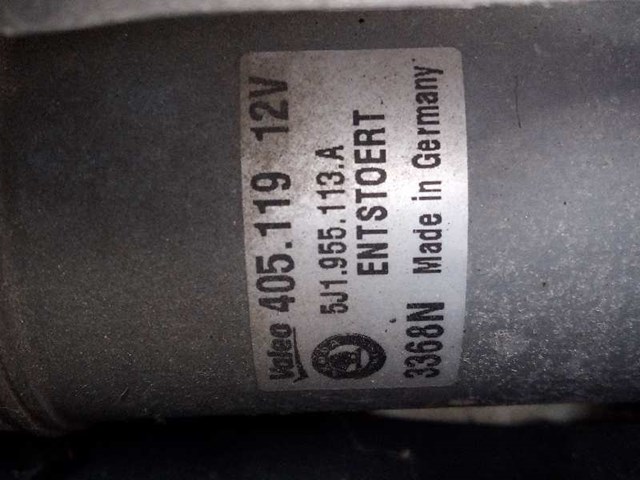 Valeo 405.119 12V
5J1.955.113.A
ENTSTOERT
3368N Made in Germany